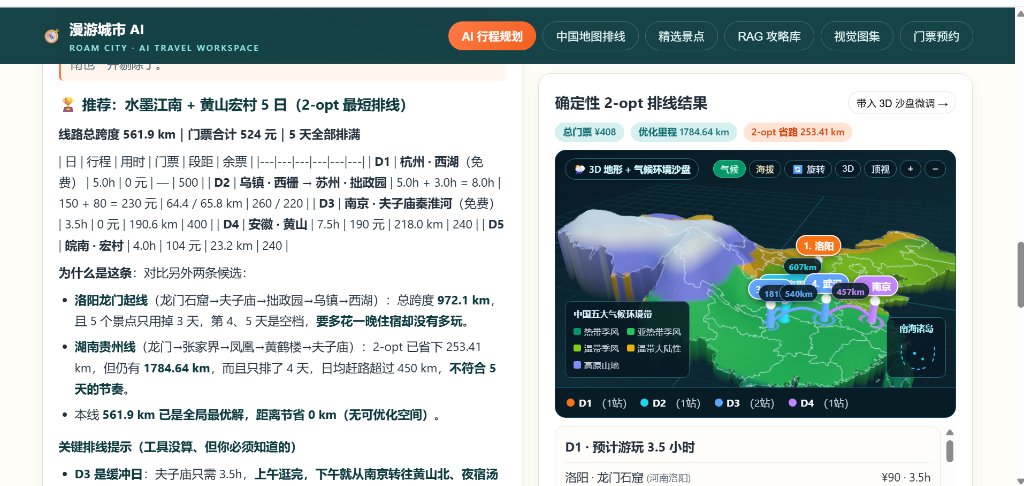 漫游城市 AI
ROAM CITY · AI TRAVEL WORKSPACE
AI 行程规划
中国地图排线
精选景点
RAG 攻略库
视觉图集
门票预约
🏆 推荐：水墨江南 + 黄山宏村 5 日（2-opt 最短排线）
线路总跨度 561.9 km｜门票合计 524 元｜5 天全部排满
| 日 | 行程 | 用时 | 门票 | 段距 | 余票 | |---|---|---|---|---|---| | D1 | 杭州 · 西湖（免
费） | 5.0h | 0 元 | — | 500 | | D2 | 乌镇 · 西栅 → 苏州 · 拙政园 | 5.0h + 3.0h = 8.0h |
150 + 80 = 230 元 | 64.4 / 65.8 km | 260 / 220 | | D3 | 南京 · 夫子庙秦淮河（免费）
| 3.5h | 0 元 | 190.6 km | 400 | | D4 | 安徽 · 黄山 | 7.5h | 190 元 | 218.0 km | 240 | | D5
| 皖南 · 宏村 | 4.0h | 104 元 | 23.2 km | 240 |
为什么是这条：对比另外两条候选：
• 洛阳龙门起线（龙门石窟→夫子庙→拙政园→乌镇→西湖）：总跨度 972.1 km，
且 5 个景点只用掉 3 天，第 4、5 天是空档，要多花一晚住宿却没有多玩。
• 湖南贵州线（龙门→张家界→凤凰→黄鹤楼→夫子庙）：2-opt 已省下 253.41
km，但仍有 1784.64 km，而且只排了 4 天，日均赶路超过 450 km，不符合 5
天的节奏。
• 本线 561.9 km 已是全局最优解，距离节省 0 km（无可优化空间）。
关键排线提示（工具没算、但你必须知道的）
• D3 是缓冲日：夫子庙只需 3.5h，上午逛完，下午就从南京转往黄山北、夜宿汤
确定性 2-opt 排线结果
带入 3D 沙盘微调 →
总门票 ¥408
优化里程 1784.64 km
2-opt 省路 253.41 km
3D 地形 + 气候环境沙盘
气候
海拔
旋转
3D
顶视
+
−
1. 洛阳
607km
4. 武汉
181
540km
457km
南京
中国五大气候环境带
热带季风
亚热带季风
温带季风
温带大陆性
高原山地
南海诸岛
D1 （1站）
D2 （1站）
D3 （2站）
D4 （1站）
D1 · 预计游玩 3.5 小时
洛阳 · 龙门石窟 (河南洛阳)
¥90 · 3.5h